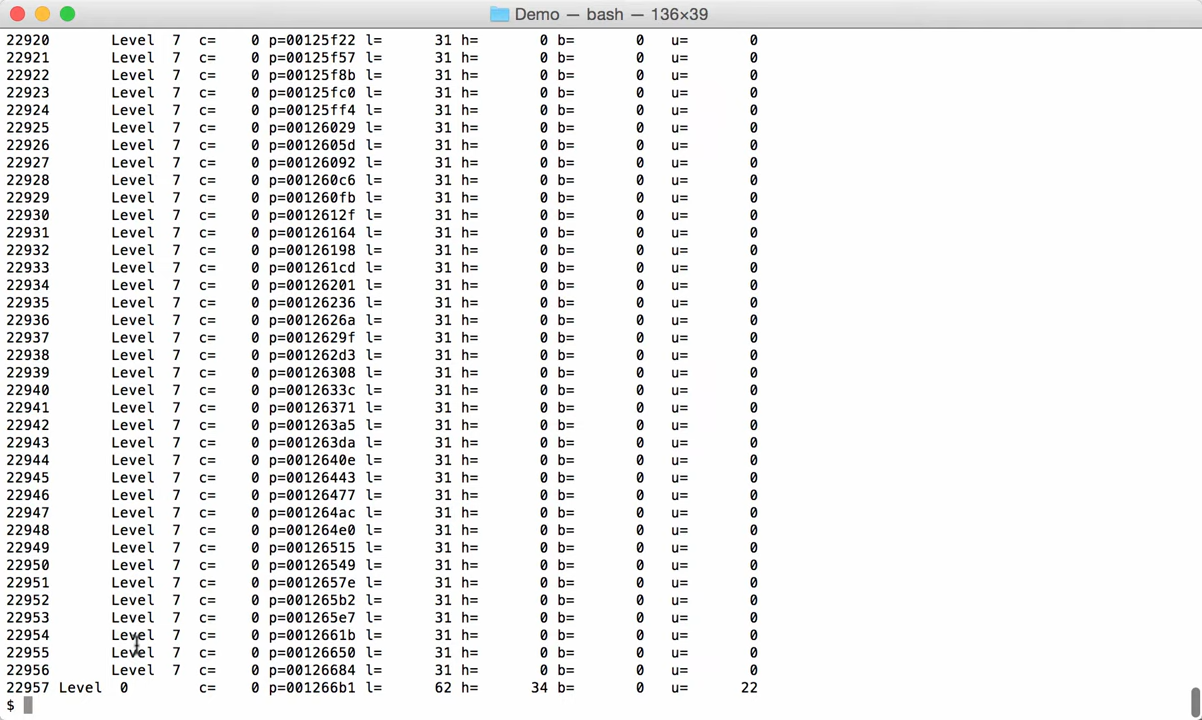 Demo — bash — 136×39
22920 Level 7 c= 0 p=00125f22 l= 31 h= 0 b= 0 u= 0
22921 Level 7 c= 0 p=00125f57 l= 31 h= 0 b= 0 u= 0
22922 Level 7 c= 0 p=00125f8b l= 31 h= 0 b= 0 u= 0
22923 Level 7 c= 0 p=00125fc0 l= 31 h= 0 b= 0 u= 0
22924 Level 7 c= 0 p=00125ff4 l= 31 h= 0 b= 0 u= 0
22925 Level 7 c= 0 p=00126029 l= 31 h= 0 b= 0 u= 0
22926 Level 7 c= 0 p=0012605d l= 31 h= 0 b= 0 u= 0
22927 Level 7 c= 0 p=00126092 l= 31 h= 0 b= 0 u= 0
22928 Level 7 c= 0 p=001260c6 l= 31 h= 0 b= 0 u= 0
22929 Level 7 c= 0 p=001260fb l= 31 h= 0 b= 0 u= 0
22930 Level 7 c= 0 p=0012612f l= 31 h= 0 b= 0 u= 0
22931 Level 7 c= 0 p=00126164 l= 31 h= 0 b= 0 u= 0
22932 Level 7 c= 0 p=00126198 l= 31 h= 0 b= 0 u= 0
22933 Level 7 c= 0 p=001261cd l= 31 h= 0 b= 0 u= 0
22934 Level 7 c= 0 p=00126201 l= 31 h= 0 b= 0 u= 0
22935 Level 7 c= 0 p=00126236 l= 31 h= 0 b= 0 u= 0
22936 Level 7 c= 0 p=0012626a l= 31 h= 0 b= 0 u= 0
22937 Level 7 c= 0 p=0012629f l= 31 h= 0 b= 0 u= 0
22938 Level 7 c= 0 p=001262d3 l= 31 h= 0 b= 0 u= 0
22939 Level 7 c= 0 p=00126308 l= 31 h= 0 b= 0 u= 0
22940 Level 7 c= 0 p=0012633c l= 31 h= 0 b= 0 u= 0
22941 Level 7 c= 0 p=00126371 l= 31 h= 0 b= 0 u= 0
22942 Level 7 c= 0 p=001263a5 l= 31 h= 0 b= 0 u= 0
22943 Level 7 c= 0 p=001263da l= 31 h= 0 b= 0 u= 0
22944 Level 7 c= 0 p=0012640e l= 31 h= 0 b= 0 u= 0
22945 Level 7 c= 0 p=00126443 l= 31 h= 0 b= 0 u= 0
22946 Level 7 c= 0 p=00126477 l= 31 h= 0 b= 0 u= 0
22947 Level 7 c= 0 p=001264ac l= 31 h= 0 b= 0 u= 0
22948 Level 7 c= 0 p=001264e0 l= 31 h= 0 b= 0 u= 0
22949 Level 7 c= 0 p=00126515 l= 31 h= 0 b= 0 u= 0
22950 Level 7 c= 0 p=00126549 l= 31 h= 0 b= 0 u= 0
22951 Level 7 c= 0 p=0012657e l= 31 h= 0 b= 0 u= 0
22952 Level 7 c= 0 p=001265b2 l= 31 h= 0 b= 0 u= 0
22953 Level 7 c= 0 p=001265e7 l= 31 h= 0 b= 0 u= 0
22954 Level 7 c= 0 p=0012661b l= 31 h= 0 b= 0 u= 0
22955 Level 7 c= 0 p=00126650 l= 31 h= 0 b= 0 u= 0
22956 Level 7 c= 0 p=00126684 l= 31 h= 0 b= 0 u= 0
22957 Level 0 c= 0 p=001266b1 l= 62 h= 34 b= 0 u= 22
$